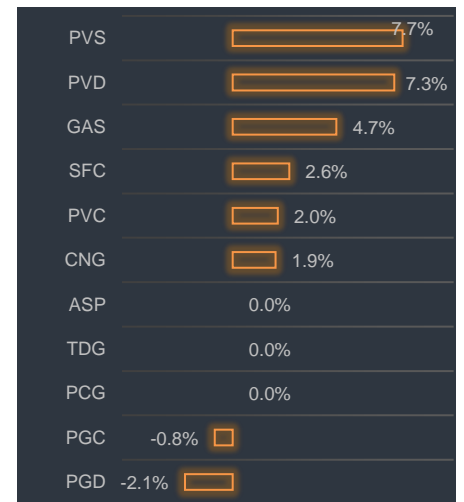 PVS 7.7%
PVD 7.3%
GAS 4.7%
SFC 2.6%
PVC 2.0%
CNG 1.9%
ASP 0.0%
TDG 0.0%
PCG 0.0%
PGC -0.8%
PGD -2.1%